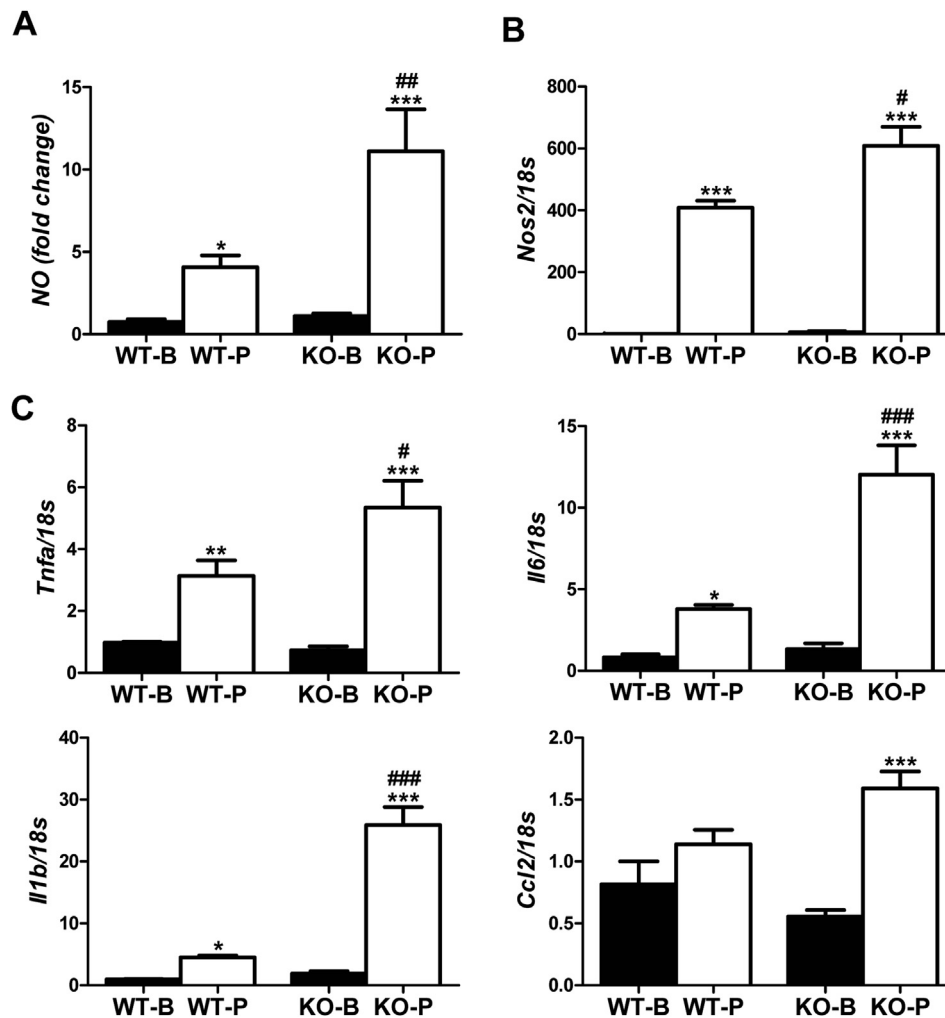 A
NO (fold change)
15
10
5
0
##
***
*
WT-B WT-P KO-B KO-P
B
Nos2/18s
800
600
400
200
0
#
***
***
WT-B WT-P KO-B KO-P
C
Tnfa/18s
8
6
4
2
0
#
***
**
WT-B WT-P KO-B KO-P
Il6/18s
15
10
5
0
###
***
*
WT-B WT-P KO-B KO-P
Il1b/18s
40
30
20
10
0
###
***
*
WT-B WT-P KO-B KO-P
Ccl2/18s
2.0
1.5
1.0
0.5
0.0
***
WT-B WT-P KO-B KO-P